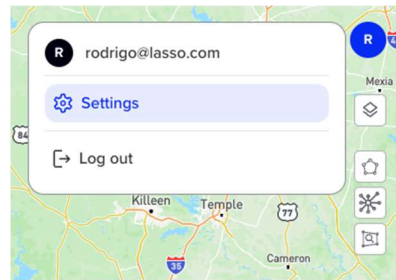 R
rodrigo@lasso.com
R
Mexia
Settings
84
Log out
Killeen
Temple
77
Cameron
35